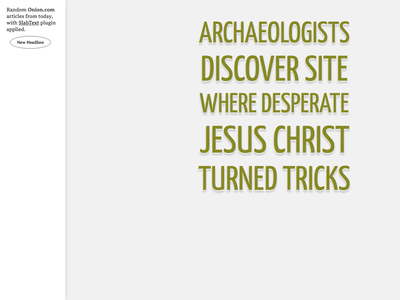 Random Onion.com
articles from today,
with SlabText plugin
applied.
New Headline
ARCHAEOLOGISTS
DISCOVER SITE
WHERE DESPERATE
JESUS CHRIST
TURNED TRICKS